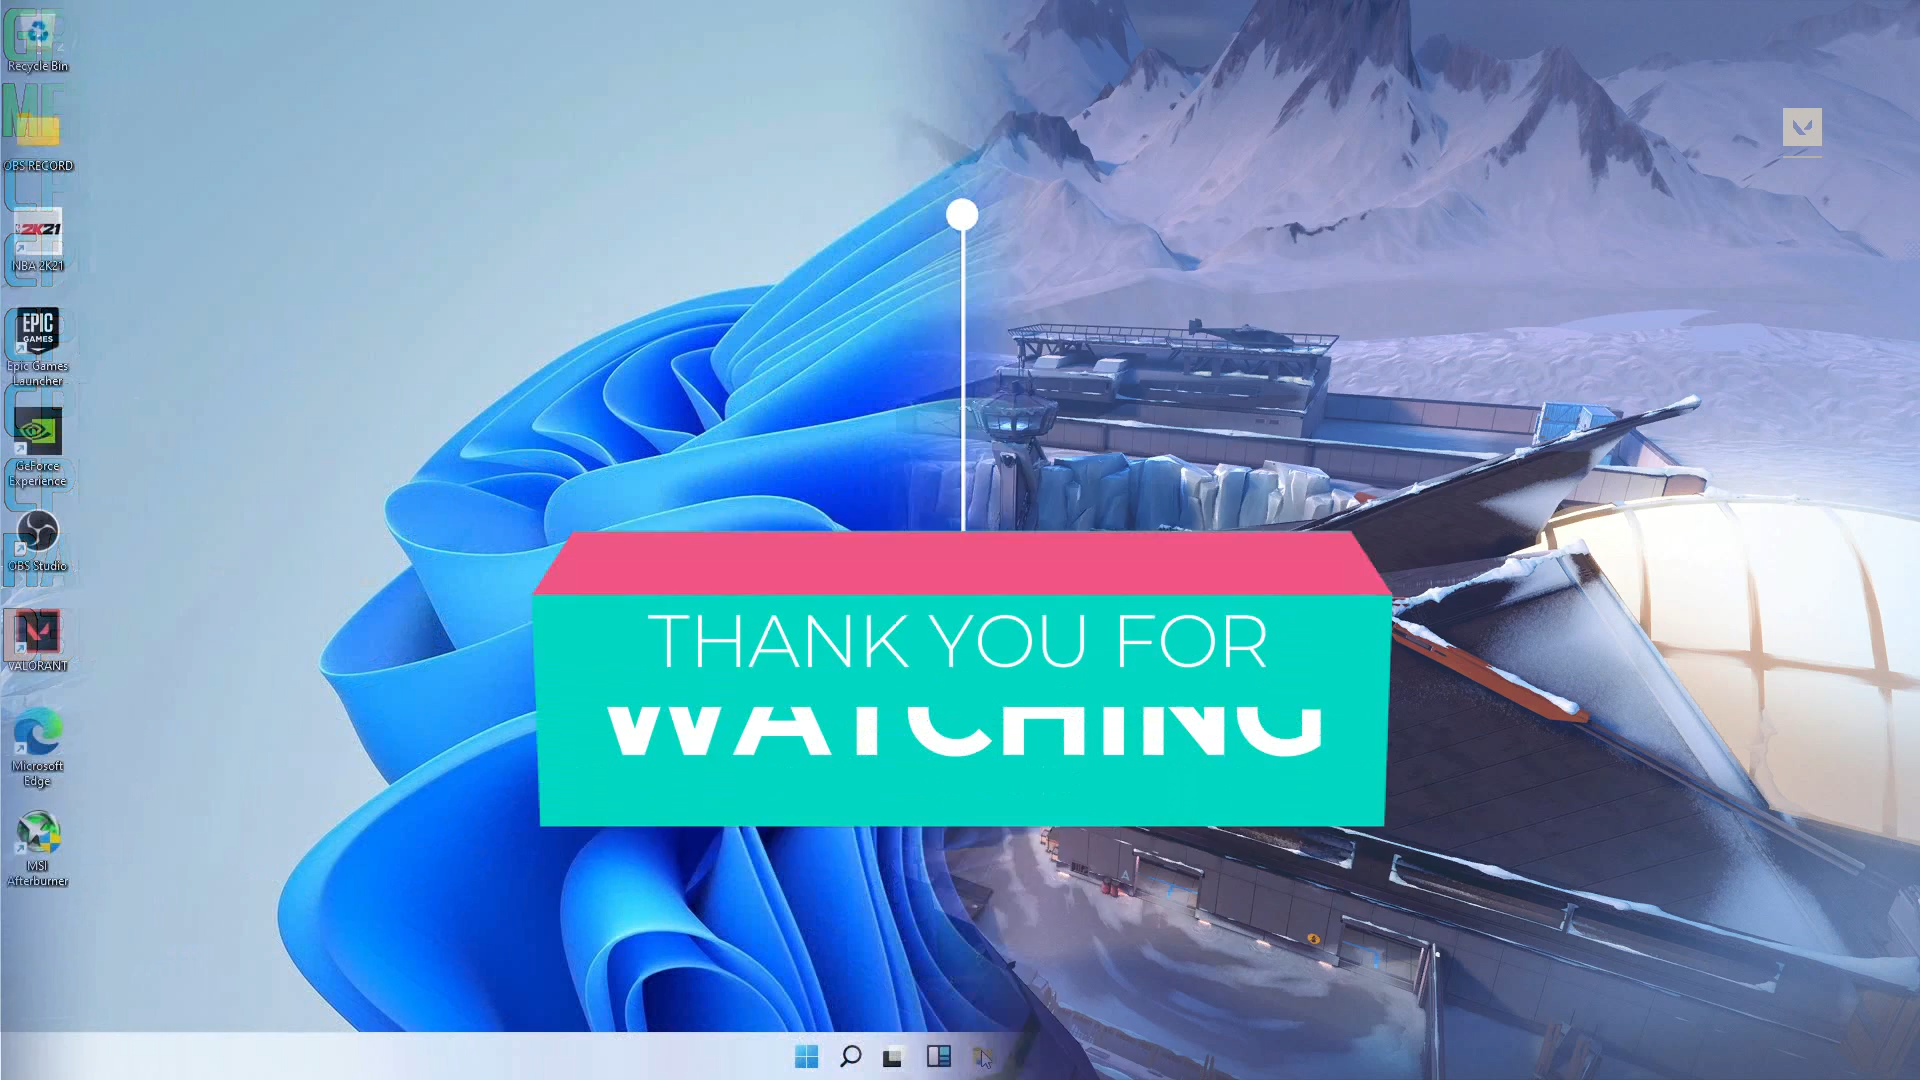 Recycle Bin
OBS RECORD
2K21
NBA 2K21
EPIC
GAMES
Epic Games
Launcher
GeForce
Experience
OBS Studio
VALORANT
Microsoft
Edge
MSI
Afterburner
THANK YOU FOR
WATCHING
A